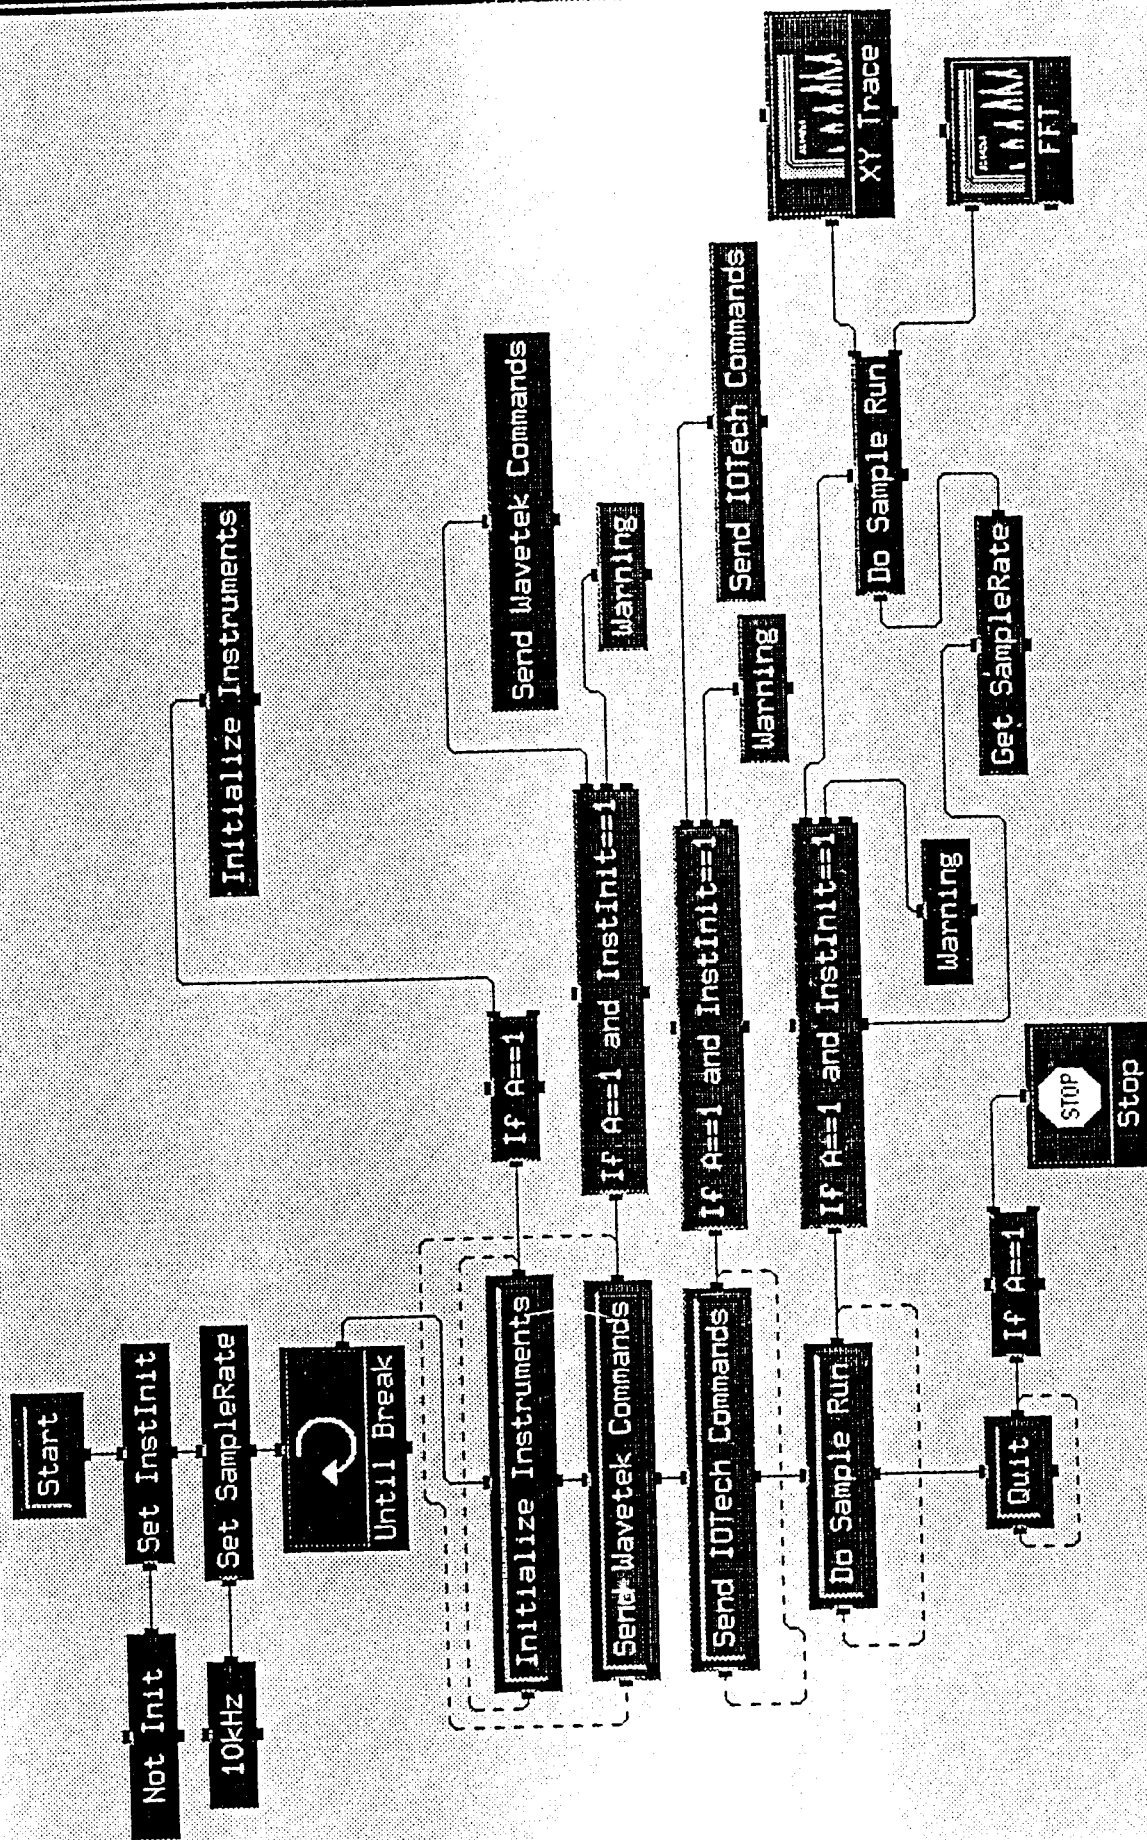 Start
Not Init
Set InstInit
10kHz
Set SampleRate
Until Break
Initialize Instruments
If A==1
Initialize Instruments
Send Wavetek Commands
If A==1 and InstInit==1
Send Wavetek Commands
Warning
Send IOTech Commands
If A==1 and InstInit==1
Warning
Send IOTech Commands
Do Sample Run
If A==1 and InstInit==1
Warning
Get SampleRate
Do Sample Run
XY Trace
FFT
Quit
If A==1
STOP
Stop